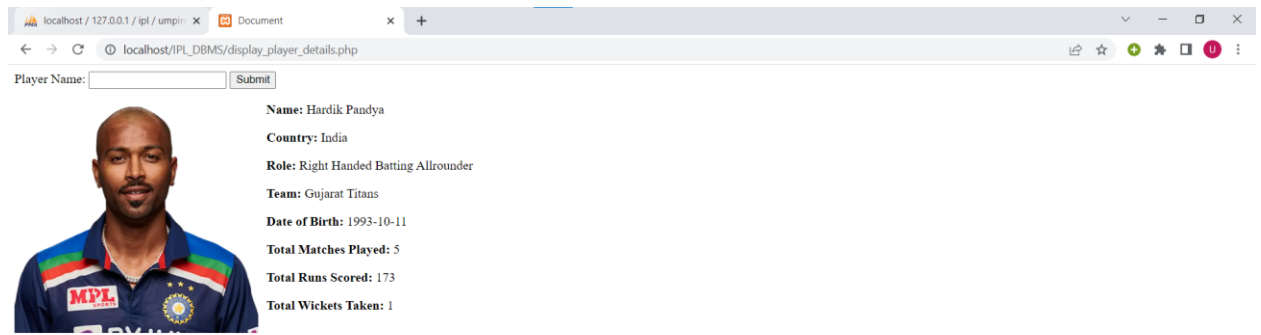 localhost / 127.0.0.1 / ipl / umpin
Document
localhost/IPL_DBMS/display_player_details.php
U
Player Name:
Submit
Name: Hardik Pandya
Country: India
Role: Right Handed Batting Allrounder
Team: Gujarat Titans
Date of Birth: 1993-10-11
Total Matches Played: 5
Total Runs Scored: 173
Total Wickets Taken: 1
MPL
SPORTS